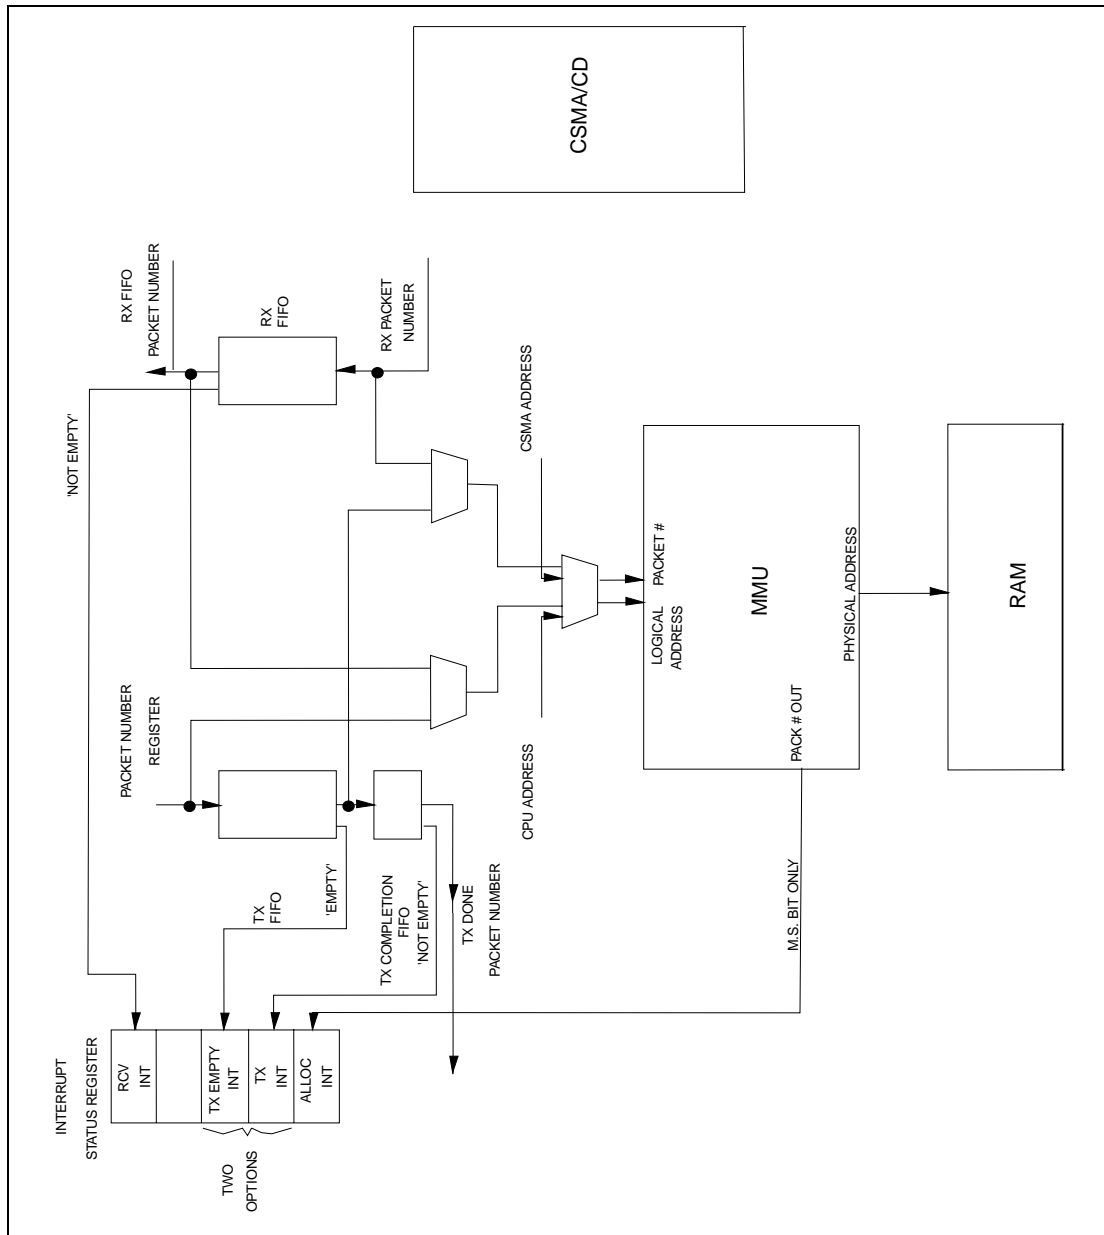 INTERRUPT
STATUS REGISTER
RCV
INT
TX EMPTY
INT
TX
INT
ALLOC
INT
TWO
OPTIONS
'NOT EMPTY'
PACKET NUMBER
REGISTER
TX
FIFO
'EMPTY'
TX COMPLETION
FIFO
'NOT EMPTY'
TX DONE
PACKET NUMBER
RX FIFO
PACKET NUMBER
RX
FIFO
RX PACKET
NUMBER
CPU ADDRESS
CSMA ADDRESS
LOGICAL
ADDRESS
PACKET #
MMU
PACK # OUT
PHYSICAL ADDRESS
M.S. BIT ONLY
RAM
CSMA/CD